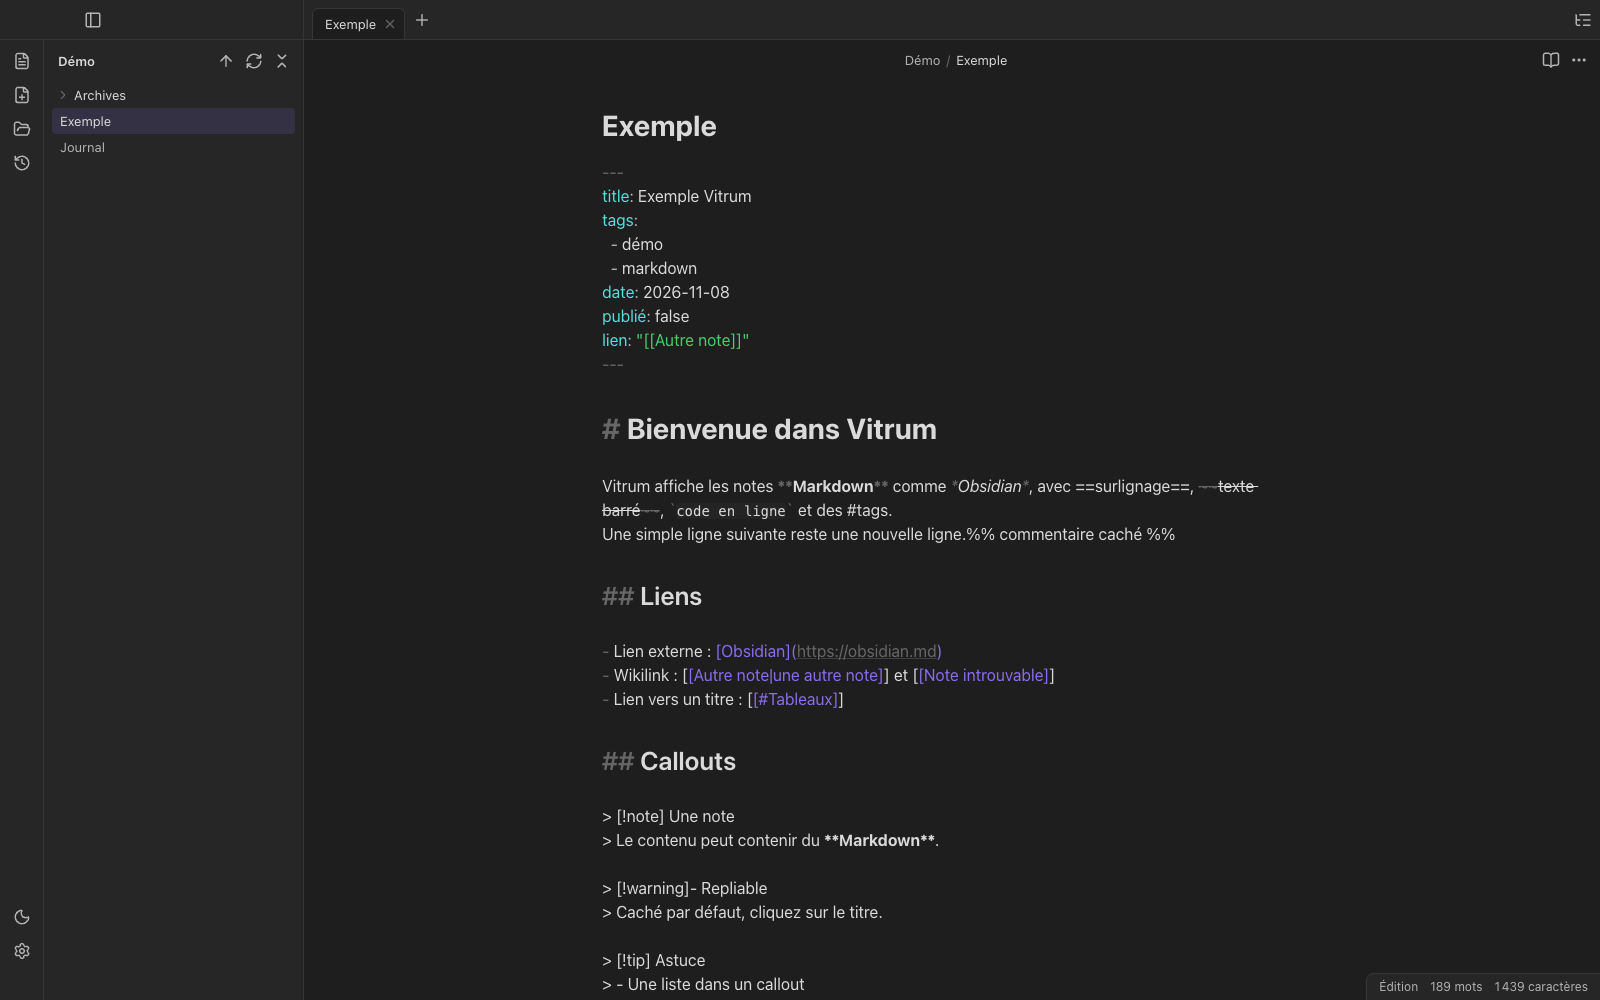 Exemple
Démo
Archives
Exemple
Journal
Démo / Exemple
Exemple
---
title: Exemple Vitrum
tags:
- démo
- markdown
date: 2026-11-08
publié: false
lien: "[[Autre note]]"
---
# Bienvenue dans Vitrum
Vitrum affiche les notes **Markdown** comme *Obsidian*, avec ==surlignage==, ~~texte
barré~~, `code en ligne` et des #tags.
Une simple ligne suivante reste une nouvelle ligne.%% commentaire caché %%
## Liens
- Lien externe : [Obsidian](https://obsidian.md)
- Wikilink : [[Autre note|une autre note]] et [[Note introuvable]]
- Lien vers un titre : [[#Tableaux]]
## Callouts
> [!note] Une note
> Le contenu peut contenir du **Markdown**.
> [!warning]- Repliable
> Caché par défaut, cliquez sur le titre.
> [!tip] Astuce
> - Une liste dans un callout
Édition 189 mots 1 439 caractères